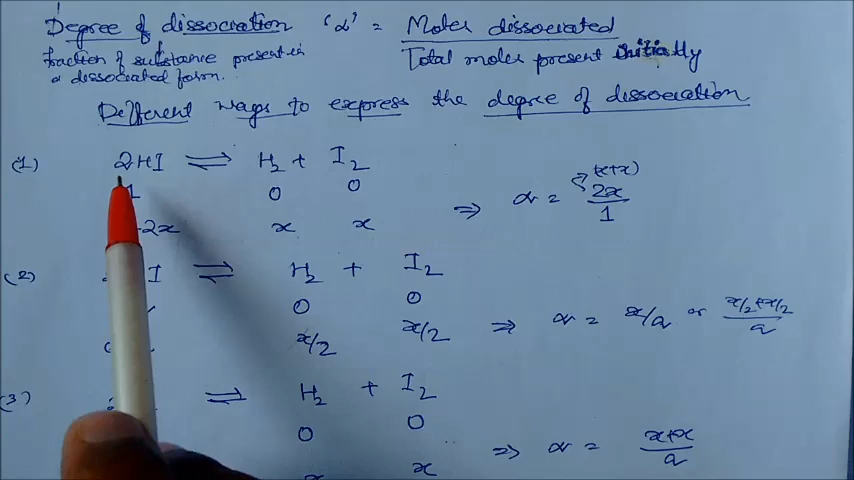 Degree of dissociation 'α' = Moles dissociated
Total moles present initially
fraction of substance present in
a dissociated form.
Different ways to express the degree of dissociation
(1) 2HI ⇌ H₂ + I₂
1 0 0
-2x x x ⇒ α = 2x/1 (x+x)
(2) I ⇌ H₂ + I₂
0 0
x/2 x/2 ⇒ α = x/a or x/2+x/2/a
(3) ⇌ H₂ + I₂
0 0
x x ⇒ α = x+x/a